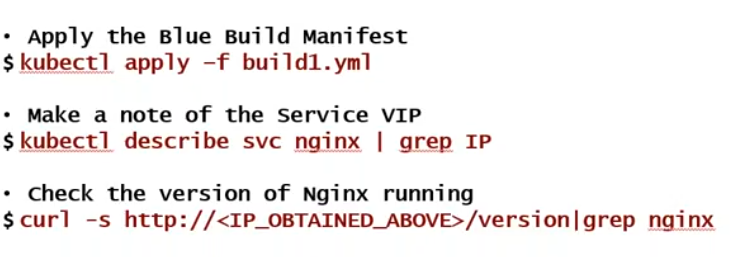 • Apply the Blue Build Manifest
$ kubectl apply –f build1.yml
• Make a note of the Service VIP
$ kubectl describe svc nginx | grep IP
• Check the version of Nginx running
$ curl -s http://<IP_OBTAINED_ABOVE>/version|grep nginx